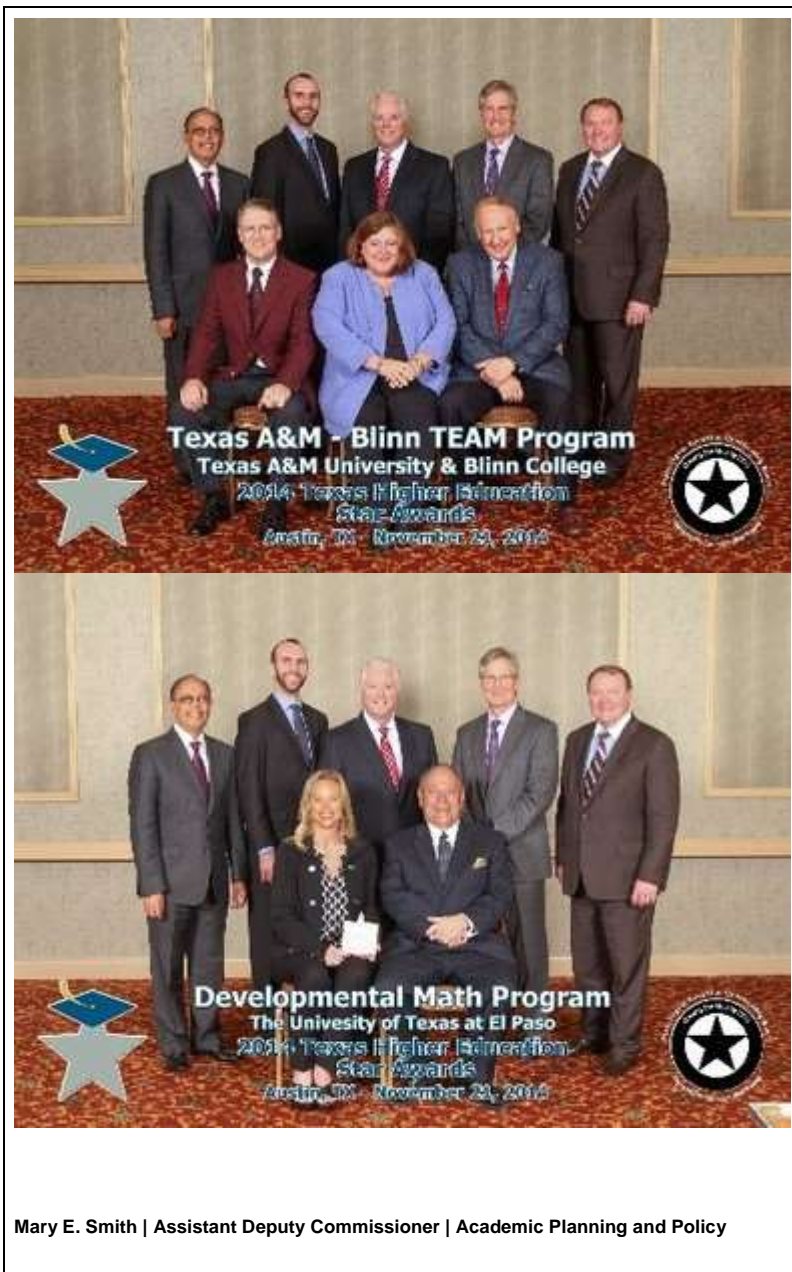 Texas A&M - Blinn TEAM Program
Texas A&M University & Blinn College
2014 Texas Higher Education
Star Awards
Austin, TX - November 21, 2014
Developmental Math Program
The Univesity of Texas at El Paso
2014 Texas Higher Education
Star Awards
Austin, TX - November 21, 2014
Mary E. Smith | Assistant Deputy Commissioner | Academic Planning and Policy